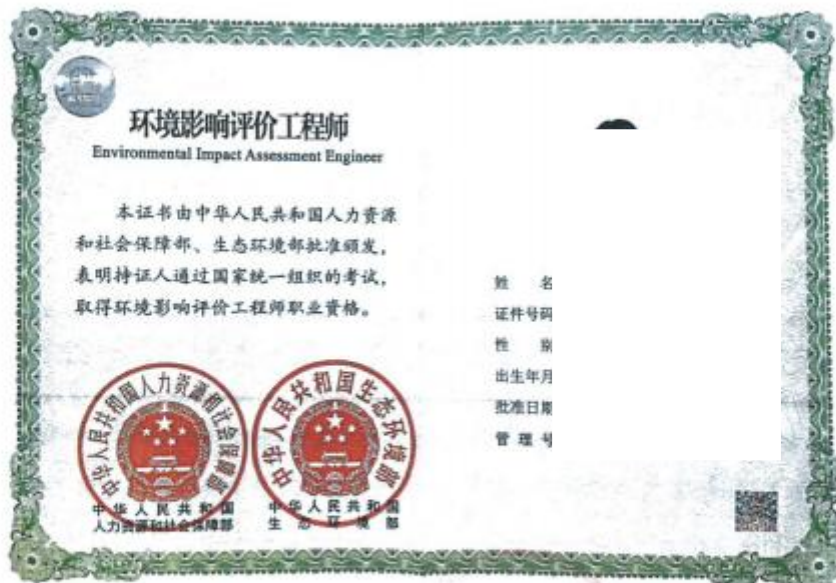 环境影响评价工程师
Environmental Impact Assessment Engineer
本证书由中华人民共和国人力资源
和社会保障部、生态环境部批准颁发，
表明持证人通过国家统一组织的考试，
取得环境影响评价工程师职业资格。
中华人民共和国人力资源和社会保障部
中华人民共和国生态环境部
中华人民共和国
人力资源和社会保障部
中华人民共和国
生态环境部
姓 名
证件号码
性 别
出生年月
批准日期
管 理 号